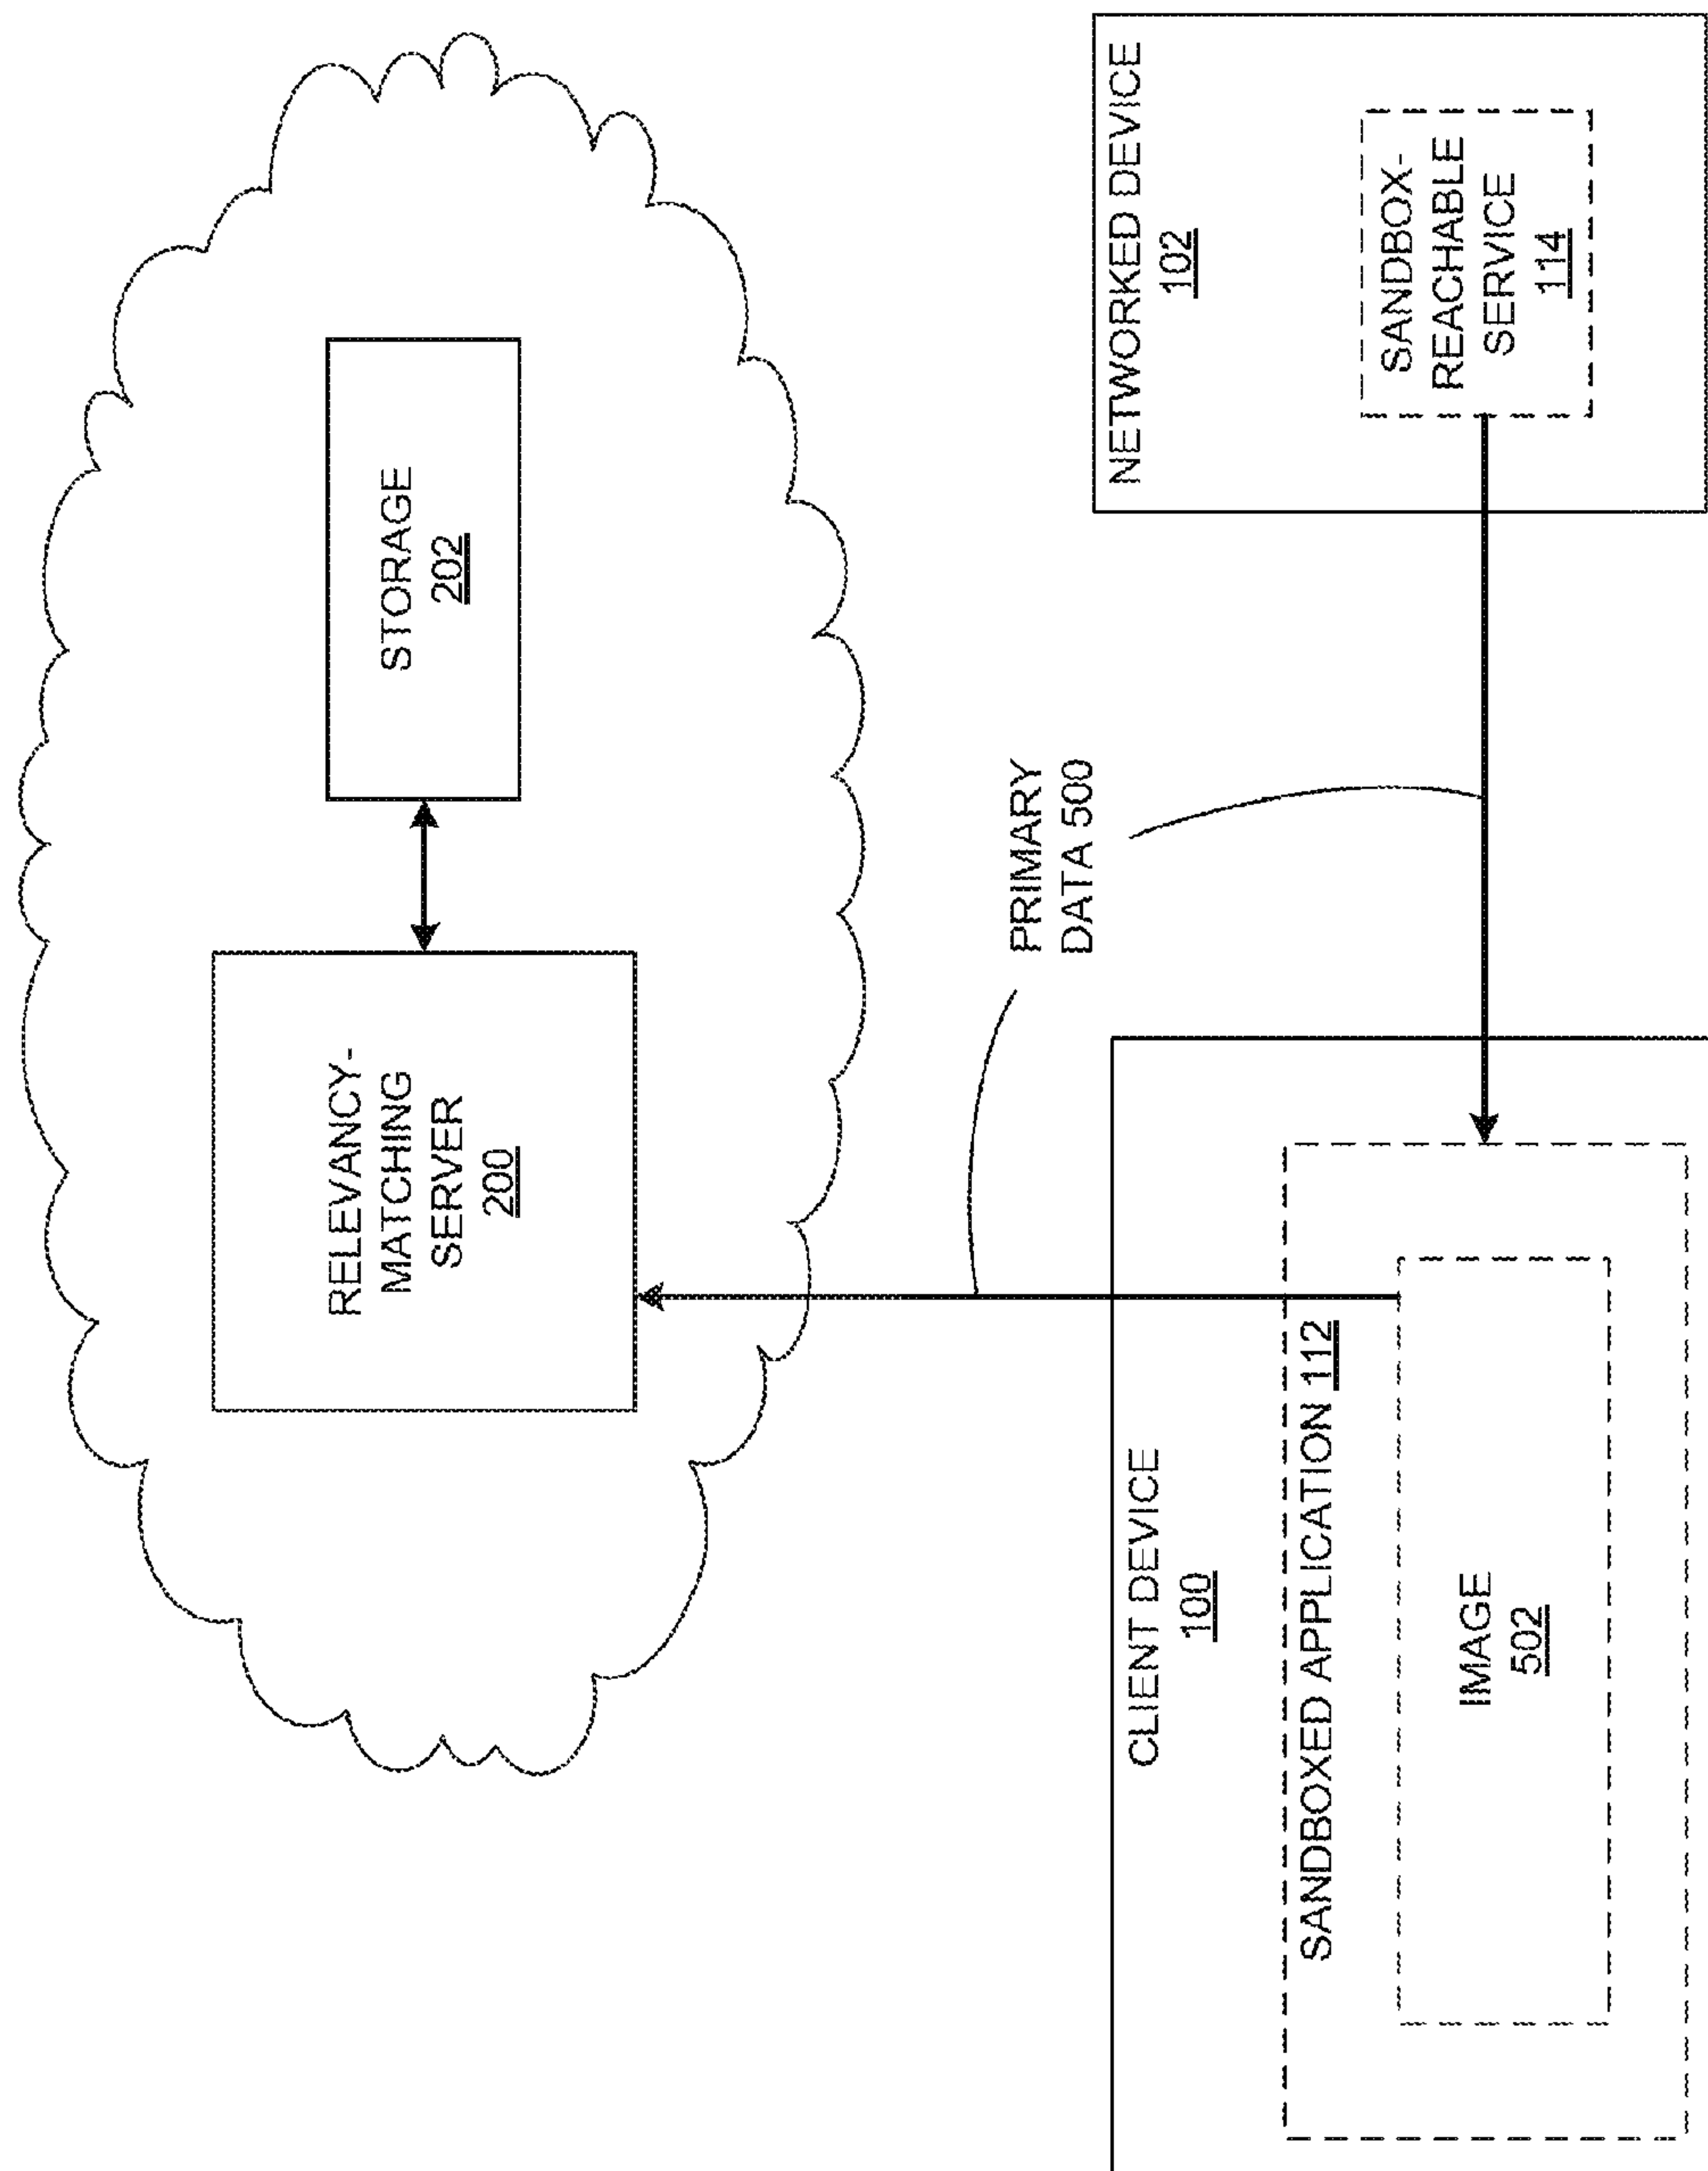 RELEVANCY-
MATCHING
SERVER
200
STORAGE
202
PRIMARY
DATA 500
CLIENT DEVICE
100
SANDBOXED APPLICATION 112
IMAGE
502
NETWORKED DEVICE
102
SANDBOX-
REACHABLE
SERVICE
114